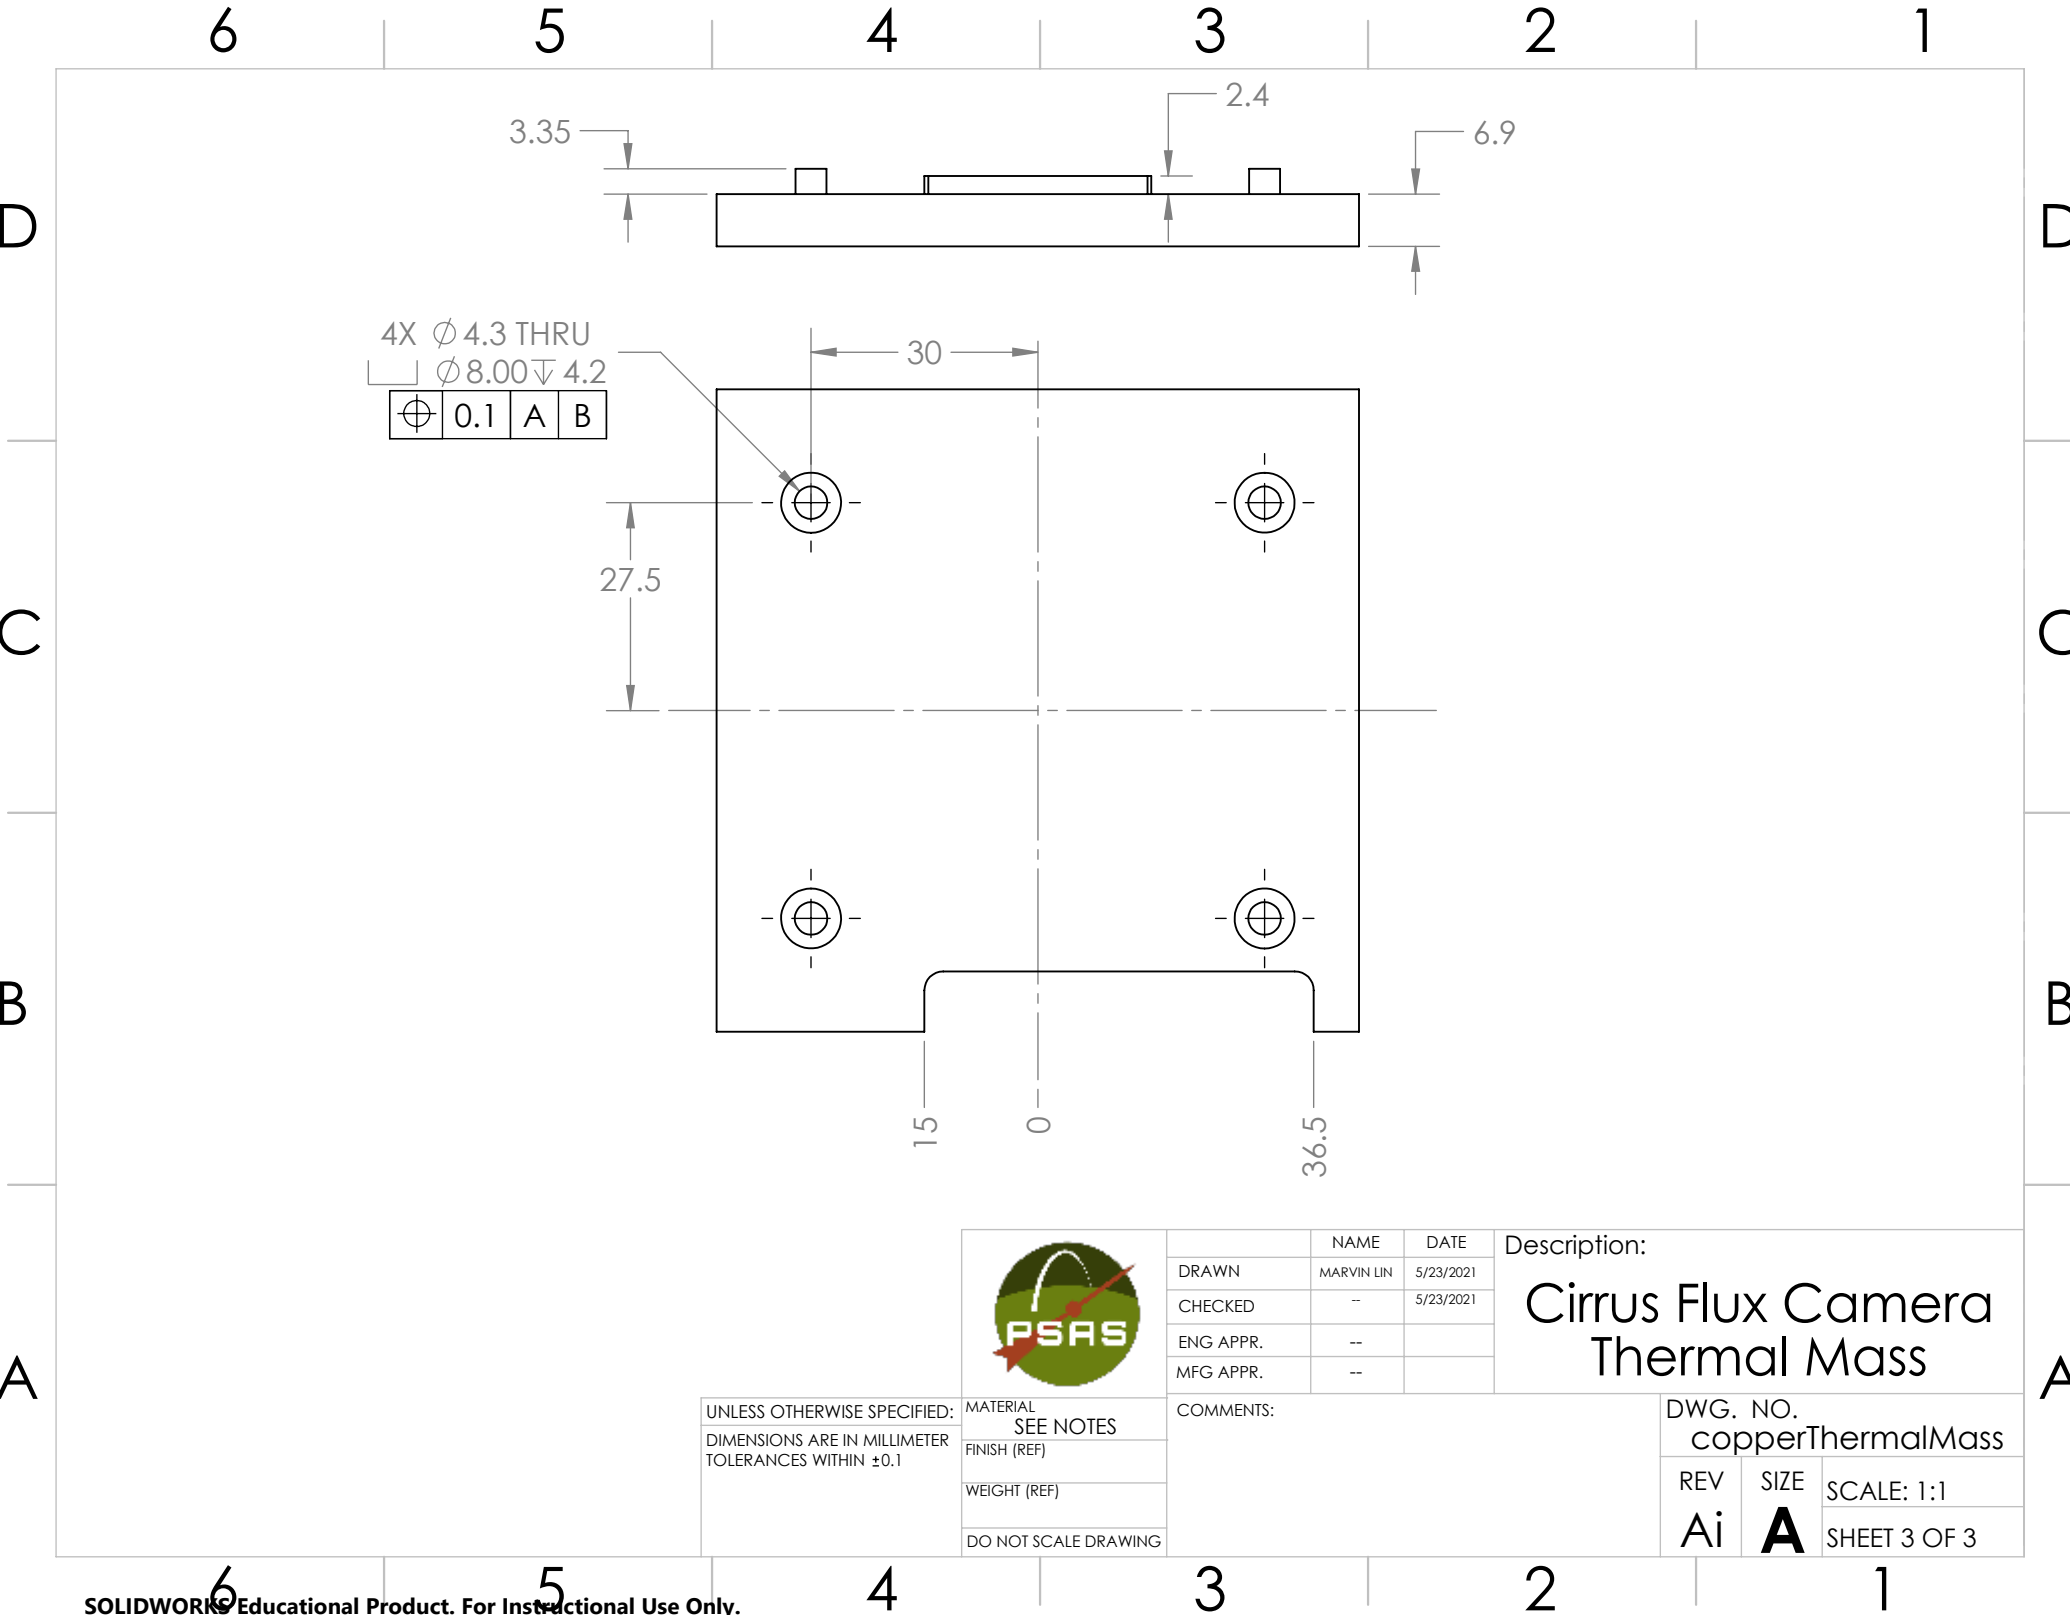 6 5 4 3 2 1
D D
C C
B B
A A
3.35
2.4
6.9
4X ∅4.3 THRU
⌴ ∅8.00↧4.2
⌖ 0.1 A B
30
27.5
15
0
36.5
PSAS
NAME DATE
DRAWN MARVIN LIN 5/23/2021
CHECKED -- 5/23/2021
ENG APPR. --
MFG APPR. --
Description:
Cirrus Flux Camera
Thermal Mass
UNLESS OTHERWISE SPECIFIED:
DIMENSIONS ARE IN MILLIMETER
TOLERANCES WITHIN ±0.1
MATERIAL
SEE NOTES
FINISH (REF)
WEIGHT (REF)
DO NOT SCALE DRAWING
COMMENTS:
DWG. NO.
copperThermalMass
REV
Ai
SIZE
A
SCALE: 1:1
SHEET 3 OF 3
6 5 4 3 2 1
SOLIDWORKS Educational Product. For Instructional Use Only.